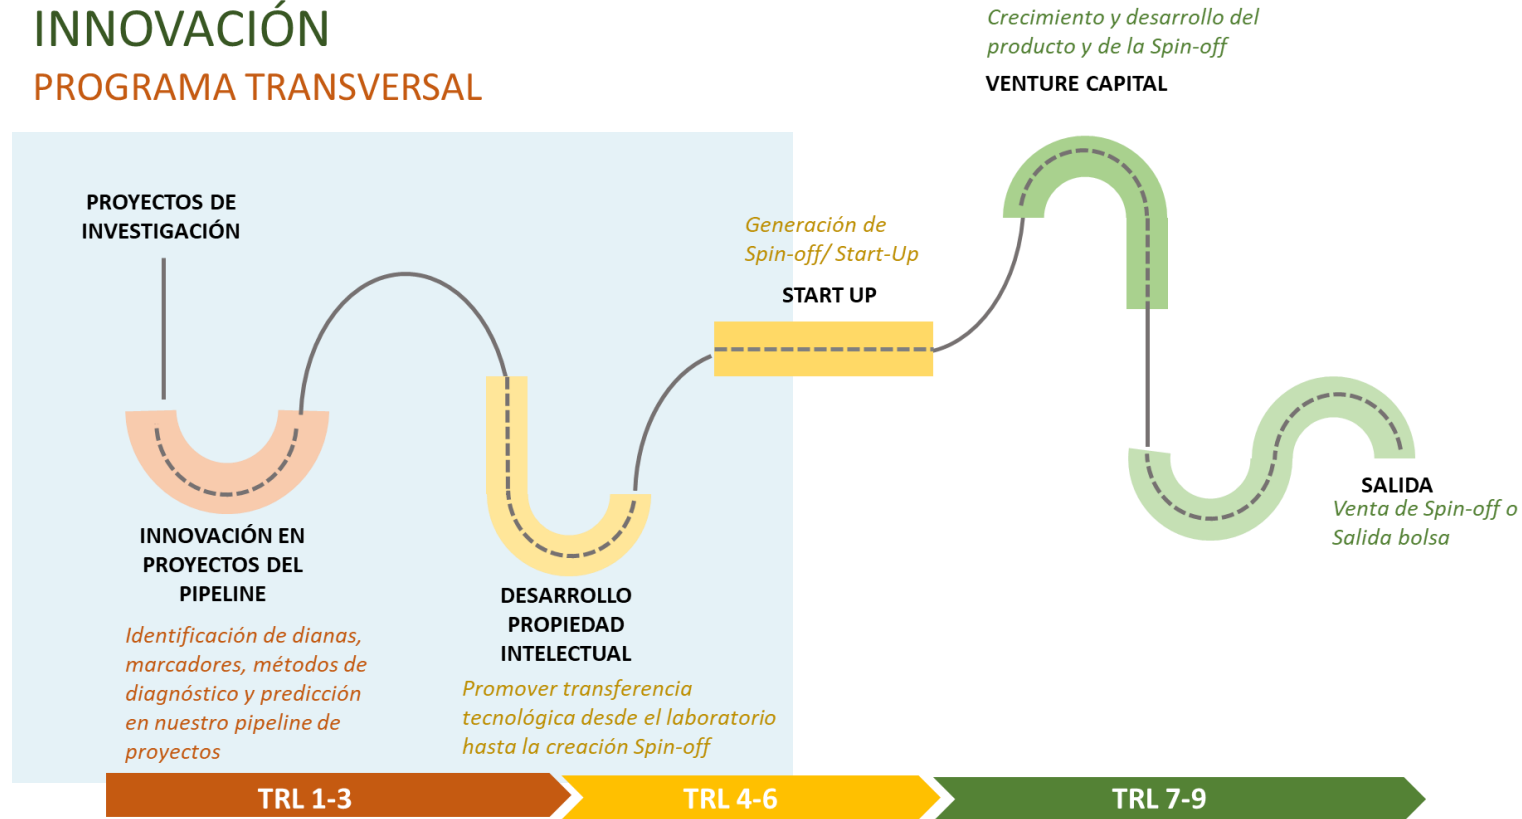 INNOVACIÓN
PROGRAMA TRANSVERSAL
PROYECTOS DE
INVESTIGACIÓN
INNOVACIÓN EN
PROYECTOS DEL
PIPELINE
Identificación de dianas,
marcadores, métodos de
diagnóstico y predicción
en nuestro pipeline de
proyectos
DESARROLLO
PROPIEDAD
INTELECTUAL
Promover transferencia
tecnológica desde el laboratorio
hasta la creación Spin-off
Generación de
Spin-off/ Start-Up
START UP
Crecimiento y desarrollo del
producto y de la Spin-off
VENTURE CAPITAL
SALIDA
Venta de Spin-off o
Salida bolsa
TRL 1-3
TRL 4-6
TRL 7-9